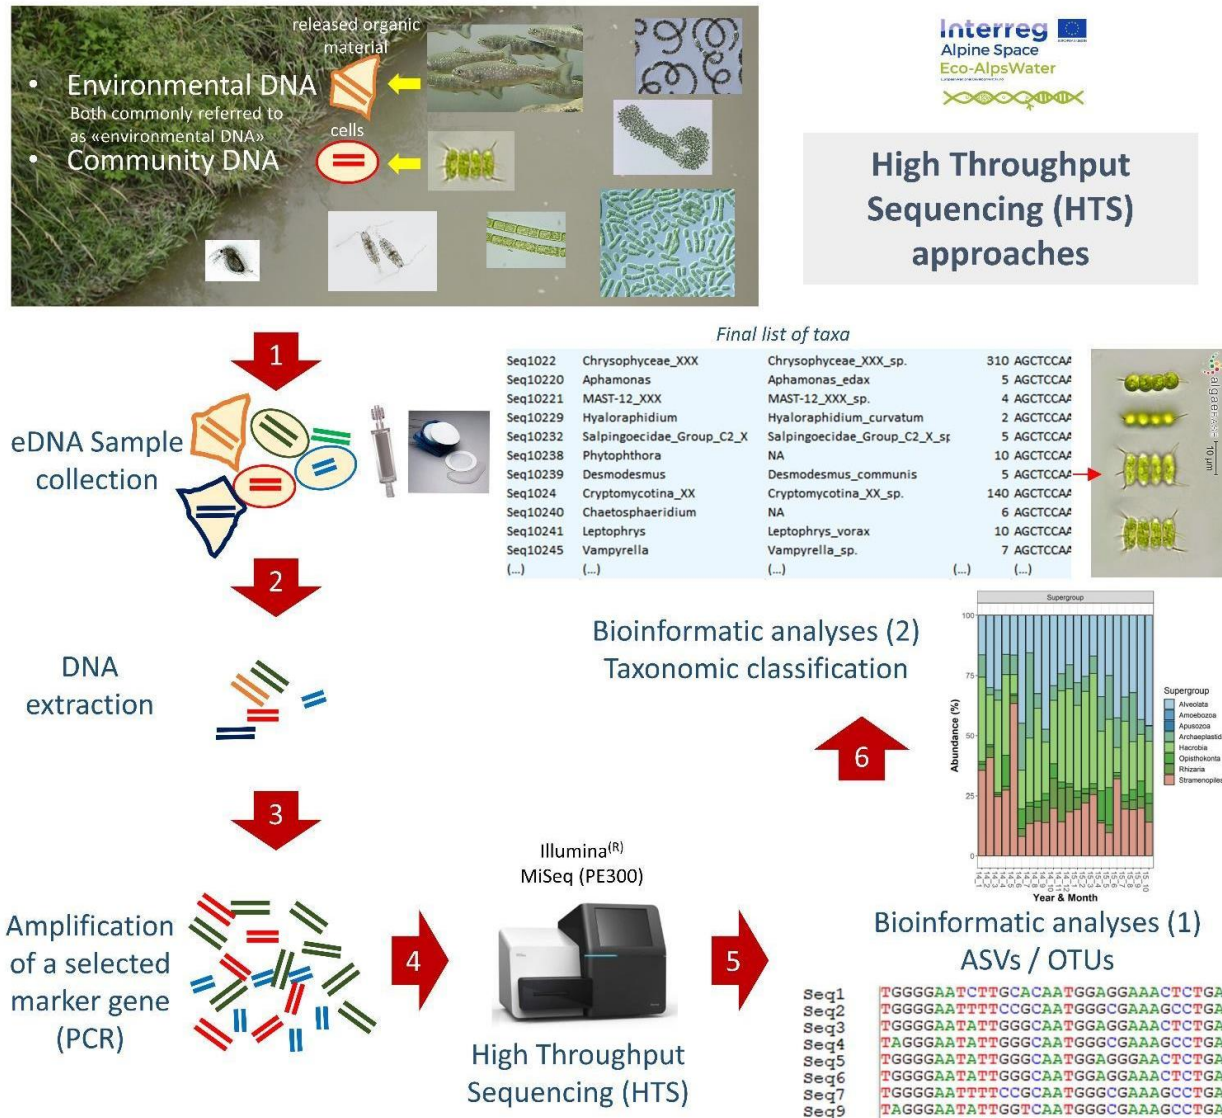 released organic
material
• Environmental DNA
Both commonly referred to
as «environmental DNA»
cells
• Community DNA
Interreg
Alpine Space
Eco-AlpsWater
High Throughput
Sequencing (HTS)
approaches
1
eDNA Sample
collection
2
DNA
extraction
3
Amplification
of a selected
marker gene
(PCR)
4
Illumina(R)
MiSeq (PE300)
High Throughput
Sequencing (HTS)
5
Final list of taxa
Seq1022 Chrysophyceae_XXX Chrysophyceae_XXX_sp. 310 AGCTCCAA
Seq10220 Aphamonas Aphamonas_edax 5 AGCTCCAA
Seq10221 MAST-12_XXX MAST-12_XXX_sp. 4 AGCTCCAA
Seq10229 Hyaloraphidium Hyaloraphidium_curvatum 2 AGCTCCAA
Seq10232 Salpingoecidae_Group_C2_X Salpingoecidae_Group_C2_X_sp 5 AGCTCCAA
Seq10238 Phytophthora NA 10 AGCTCCAA
Seq10239 Desmodesmus Desmodesmus_communis 5 AGCTCCAA
Seq1024 Cryptomycotina_XX Cryptomycotina_XX_sp. 140 AGCTCCAA
Seq10240 Chaetosphaeridium NA 6 AGCTCCAA
Seq10241 Leptophrys Leptophrys_vorax 10 AGCTCCAA
Seq10245 Vampyrella Vampyrella_sp. 7 AGCTCCAA
(...) (...) (...) (...) (...)
10 µm
Bioinformatic analyses (2)
Taxonomic classification
6
Supergroup
Abundance (%)
100
75
50
25
0
Year & Month
Supergroup
Alveolata
Amoebozoa
Apusozoa
Archaeplastid
Hacrobia
Opisthokonta
Rhizaria
Stramenopiles
Bioinformatic analyses (1)
ASVs / OTUs
Seq1 TGGGGAATCTTGCACAATGGAGGAAACTCTGA
Seq2 TGGGGAATTTTCCGCAATGGGCGAAAGCCTGA
Seq3 TGGGGAATATTGGGCAATGGAGGAAACTCTGA
Seq4 TAGGGAATATTGGGCAATGGGCGAAAGCCTGA
Seq5 TGGGGAATATTGGGCAATGGAGGGAACTCTGA
Seq6 TGGGGAATATTGGGCAATGGAGGAAACTCTGA
Seq7 TGGGGAATTTTCCGCAATGGGCGAAAGCCTGA
Seq9 TAGGGAATATTGGTCAATGGGCGAAAGCCTGA